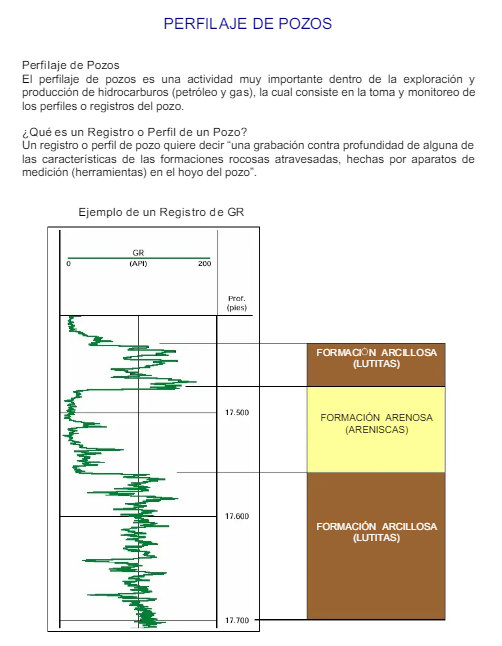 PERFILAJE DE POZOS
Perfilaje de Pozos
El perfilaje de pozos es una actividad muy importante dentro de la exploración y
producción de hidrocarburos (petróleo y gas), la cual consiste en la toma y monitoreo de
los perfiles o registros del pozo.
¿Qué es un Registro o Perfil de un Pozo?
Un registro o perfil de pozo quiere decir “una grabación contra profundidad de alguna de
las características de las formaciones rocosas atravesadas, hechas por aparatos de
medición (herramientas) en el hoyo del pozo”.
Ejemplo de un Registro de GR
GR
0 (API) 200
Prof.
(pies)
FORMACIÓN ARCILLOSA
(LUTITAS)
17.500
FORMACIÓN ARENOSA
(ARENISCAS)
17.600
FORMACIÓN ARCILLOSA
(LUTITAS)
17.700